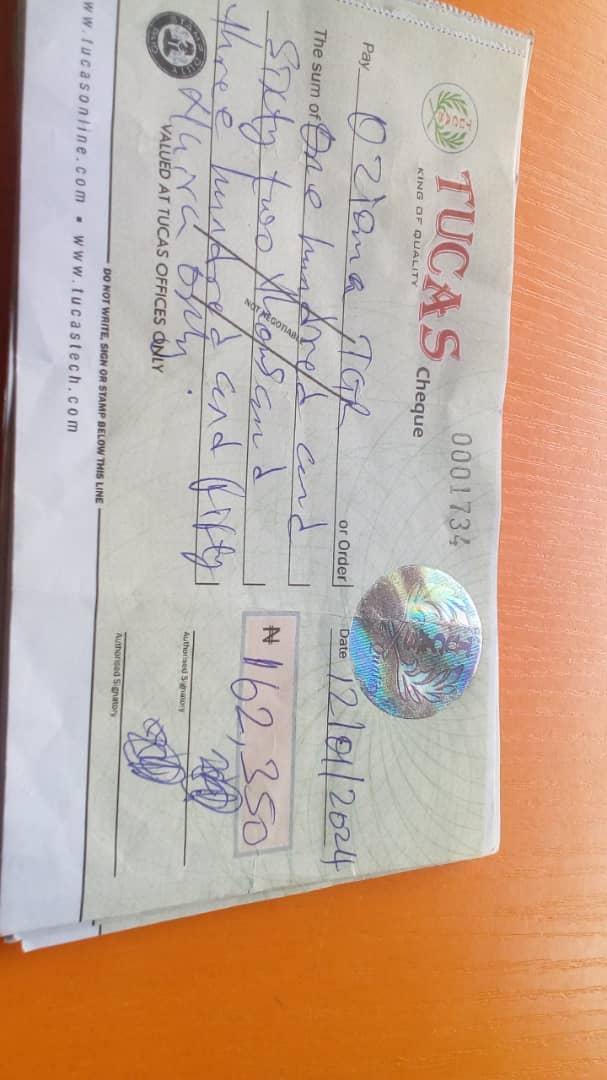 TUCAS
KING OF QUALITY
Cheque
0001734
Pay Oziama TGR or Order
Date 12/01/2024
The sum of One hundred and
Sixty two thousand
three hundred and fifty
Naira Only.
NOT NEGOTIABLE
₦ 162,350
VALUED AT TUCAS OFFICES ONLY
Authorised Signatory
Authorised Signatory
DO NOT WRITE, SIGN OR STAMP BELOW THIS LINE
www.tucasonline.com • www.tucastech.com